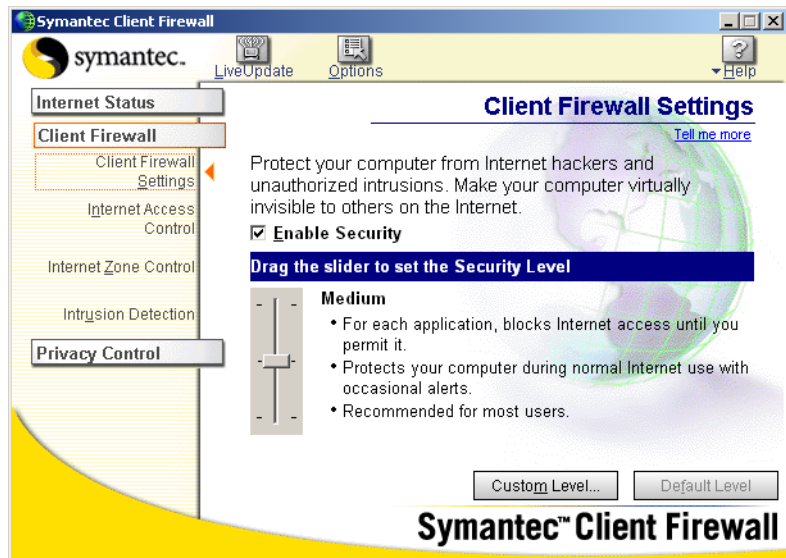 Symantec Client Firewall
symantec.
LiveUpdate
Options
Help
Internet Status
Client Firewall
Client Firewall
Settings
Internet Access
Control
Internet Zone Control
Intrusion Detection
Privacy Control
Client Firewall Settings
Tell me more
Protect your computer from Internet hackers and
unauthorized intrusions. Make your computer virtually
invisible to others on the Internet.
Enable Security
Drag the slider to set the Security Level
Medium
• For each application, blocks Internet access until you
permit it.
• Protects your computer during normal Internet use with
occasional alerts.
• Recommended for most users.
Custom Level...
Default Level
Symantec™ Client Firewall